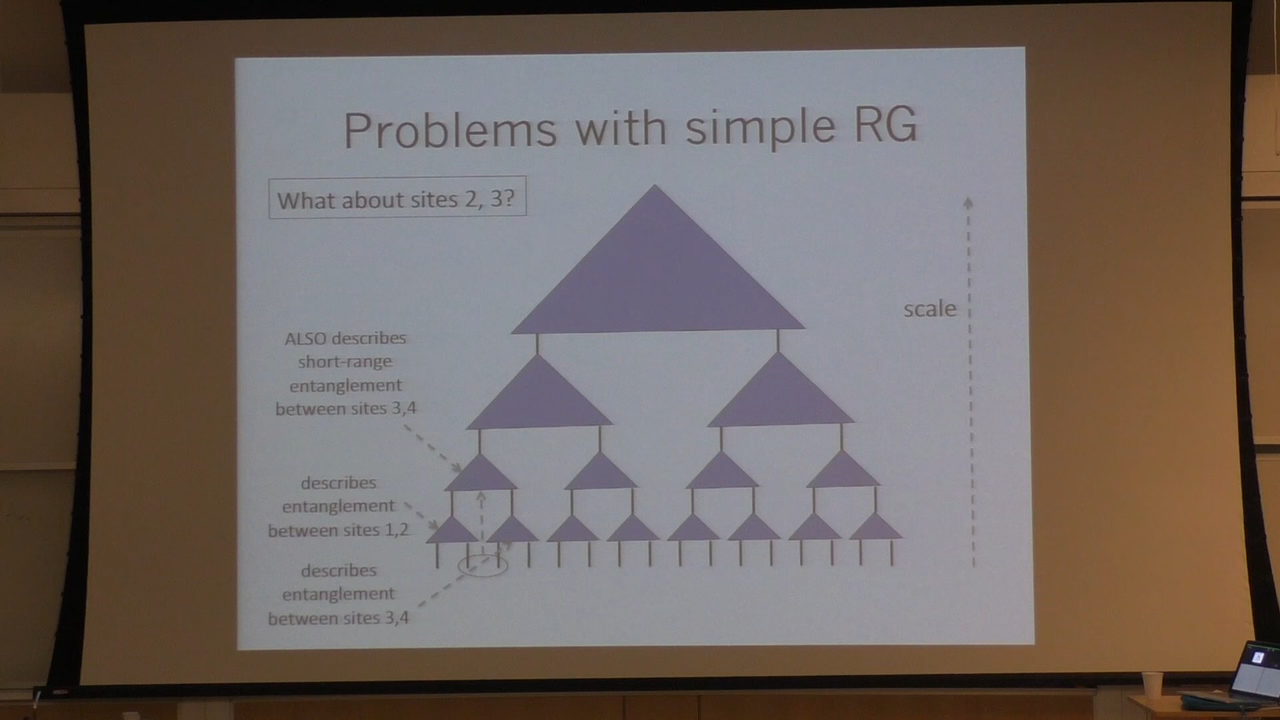 Problems with simple RG
What about sites 2, 3?
scale
ALSO describes
short-range
entanglement
between sites 3,4
describes
entanglement
between sites 1,2
describes
entanglement
between sites 3,4